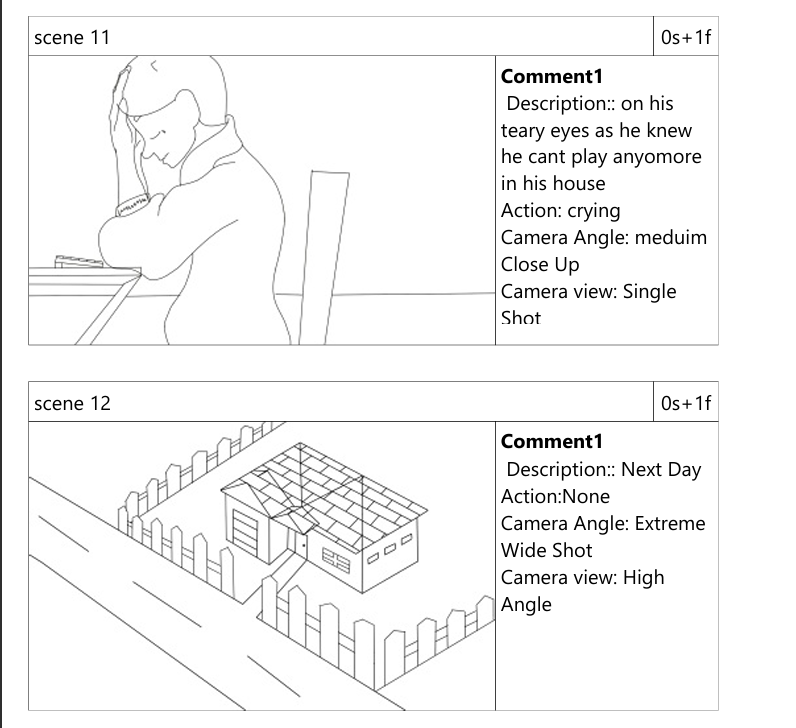 scene 11
0s+1f
Comment1
Description:: on his
teary eyes as he knew
he cant play anyomore
in his house
Action: crying
Camera Angle: meduim
Close Up
Camera view: Single
Shot
scene 12
0s+1f
Comment1
Description:: Next Day
Action:None
Camera Angle: Extreme
Wide Shot
Camera view: High
Angle